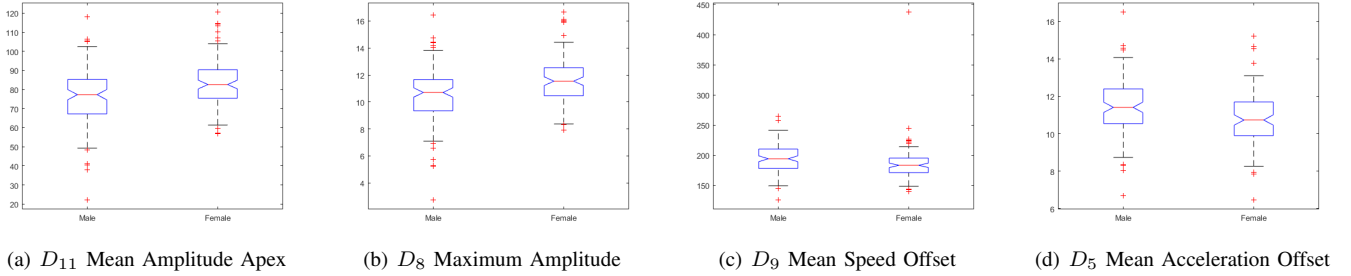 120
110
100
90
80
70
60
50
40
30
20
Male
Female
16
14
12
10
8
6
4
Male
Female
450
400
350
300
250
200
150
Male
Female
16
14
12
10
8
6
Male
Female
(a) D11 Mean Amplitude Apex
(b) D8 Maximum Amplitude
(c) D9 Mean Speed Offset
(d) D5 Mean Acceleration Offset